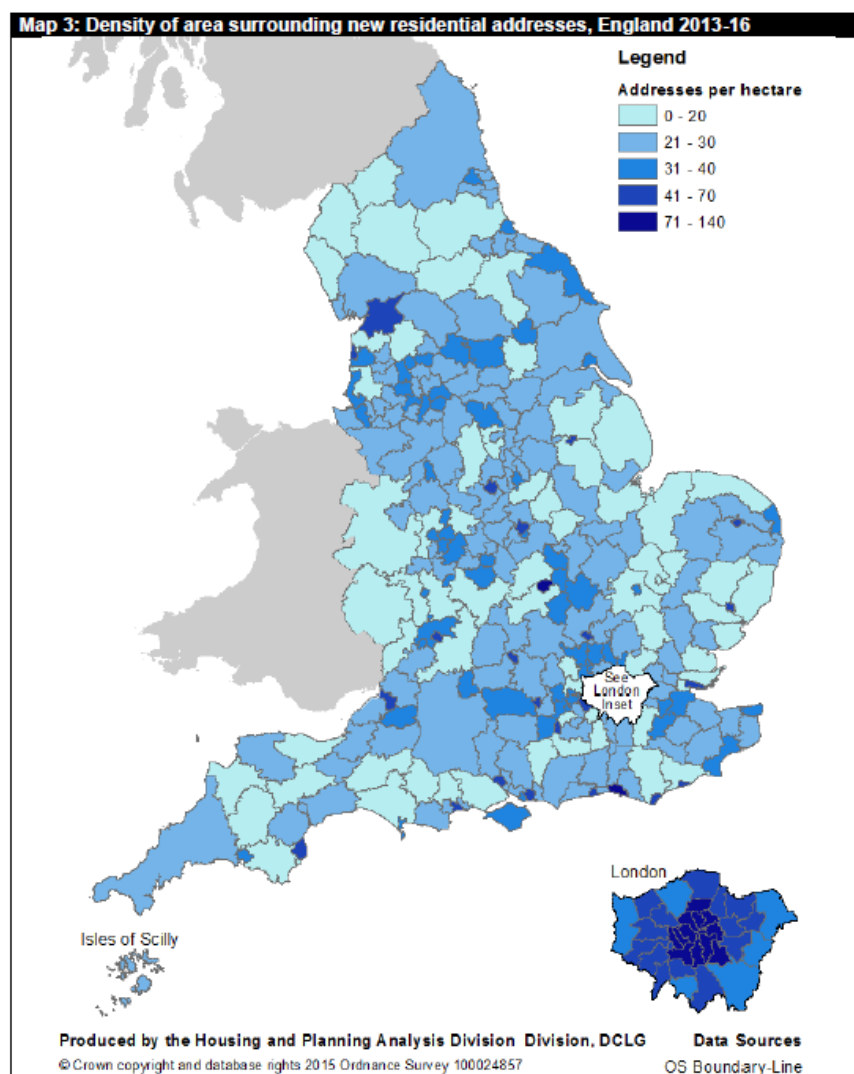 Map 3: Density of area surrounding new residential addresses, England 2013-16
Legend
Addresses per hectare
0 - 20
21 - 30
31 - 40
41 - 70
71 - 140
See
London
Inset
London
Isles of Scilly
Produced by the Housing and Planning Analysis Division Division, DCLG
Data Sources
© Crown copyright and database rights 2015 Ordnance Survey 100024857
OS Boundary-Line